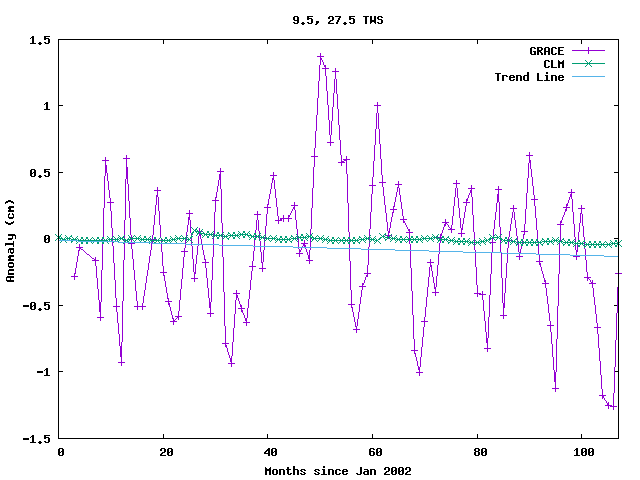 9.5, 27.5 TWS
GRACE
CLM
Trend Line
1.5
1
0.5
0
-0.5
-1
-1.5
Anomaly (cm)
0 20 40 60 80 100
Months since Jan 2002